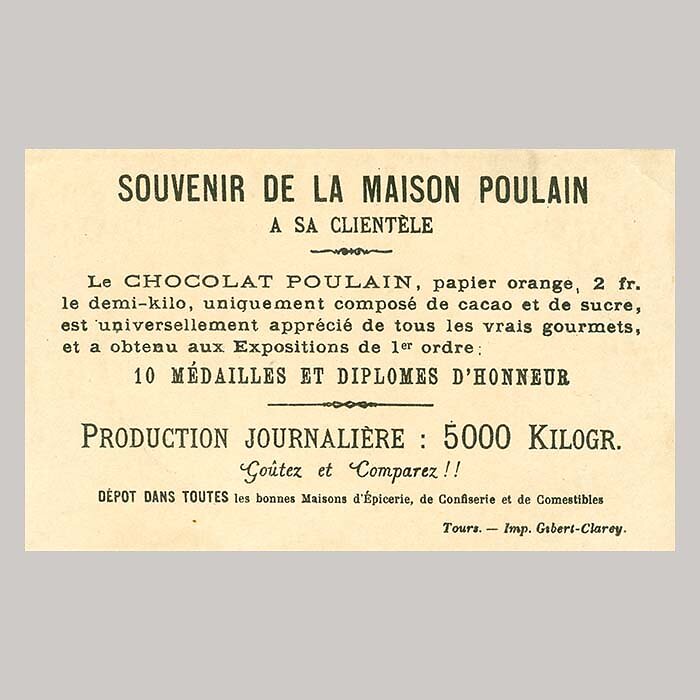 SOUVENIR DE LA MAISON POULAIN
A SA CLIENTÈLE
Le CHOCOLAT POULAIN, papier orange, 2 fr.
le demi-kilo, uniquement composé de cacao et de sucre,
est universellement apprécié de tous les vrais gourmets,
et a obtenu aux Expositions de 1er ordre:
10 MÉDAILLES ET DIPLOMES D'HONNEUR
PRODUCTION JOURNALIÈRE : 5000 KILOGR.
Goûtez et Comparez!!
DÉPOT DANS TOUTES les bonnes Maisons d'Épicerie, de Confiserie et de Comestibles
Tours. — Imp. Gibert-Clarey.